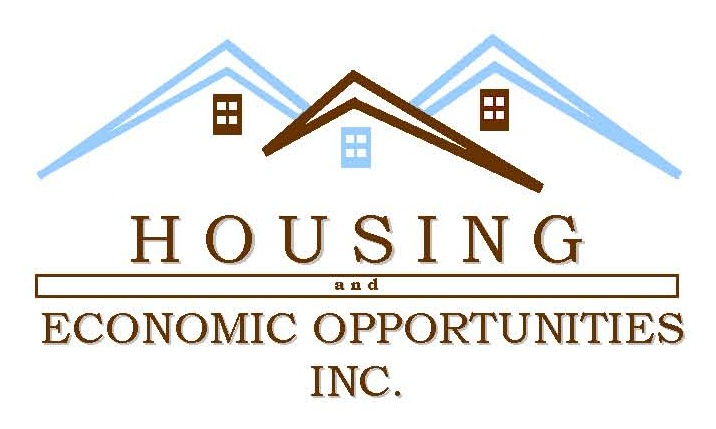 HOUSING
and
ECONOMIC OPPORTUNITIES
INC.